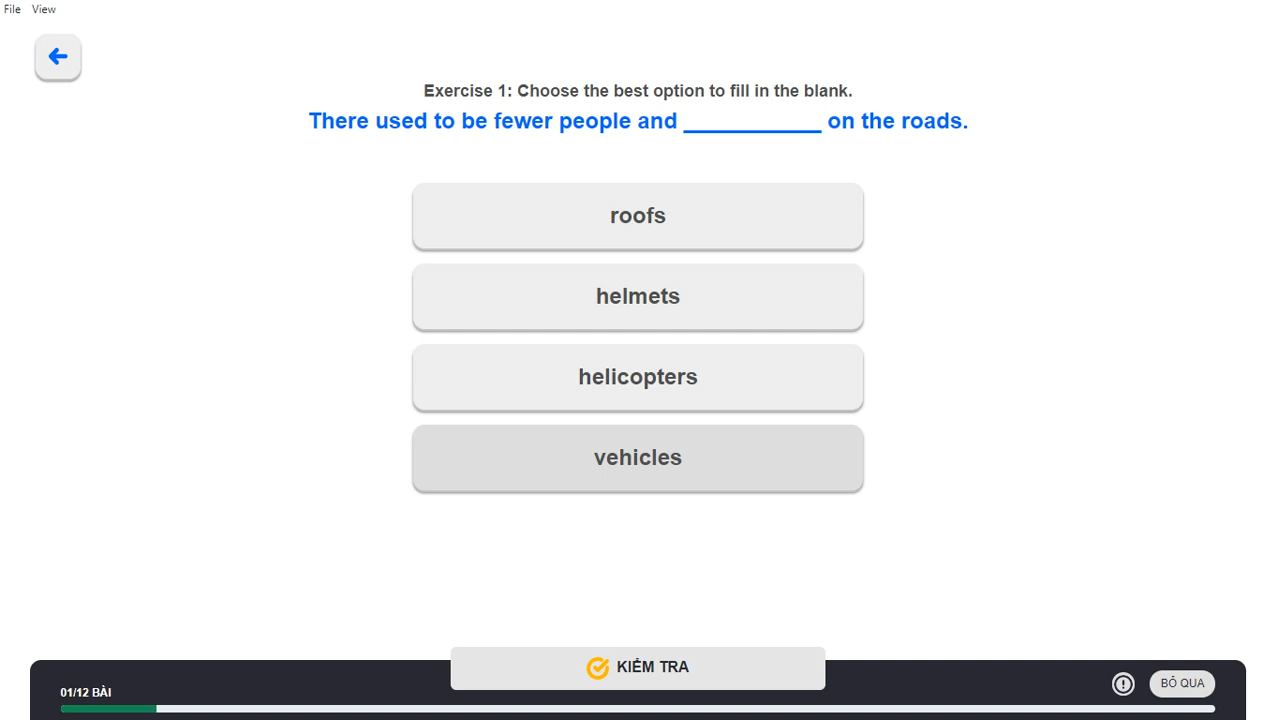 File View
Exercise 1: Choose the best option to fill in the blank.
There used to be fewer people and ___________ on the roads.
roofs
helmets
helicopters
vehicles
KIỂM TRA
01/12 BÀI
BỎ QUA